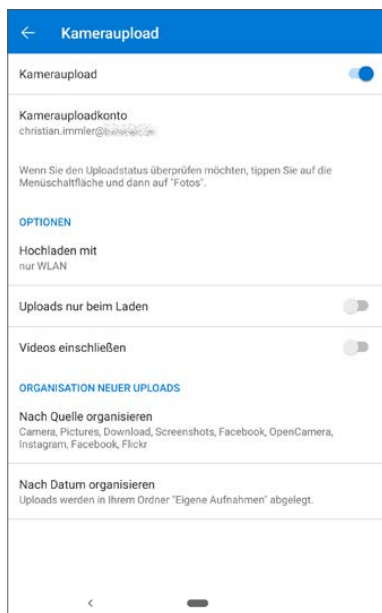 Kameraupload
Kameraupload
Kamerauploadkonto
christian.immler@
Wenn Sie den Uploadstatus überprüfen möchten, tippen Sie auf die
Menüschaltfläche und dann auf "Fotos".
OPTIONEN
Hochladen mit
nur WLAN
Uploads nur beim Laden
Videos einschließen
ORGANISATION NEUER UPLOADS
Nach Quelle organisieren
Camera, Pictures, Download, Screenshots, Facebook, OpenCamera,
Instagram, Facebook, Flickr
Nach Datum organisieren
Uploads werden in Ihrem Ordner "Eigene Aufnahmen" abgelegt.